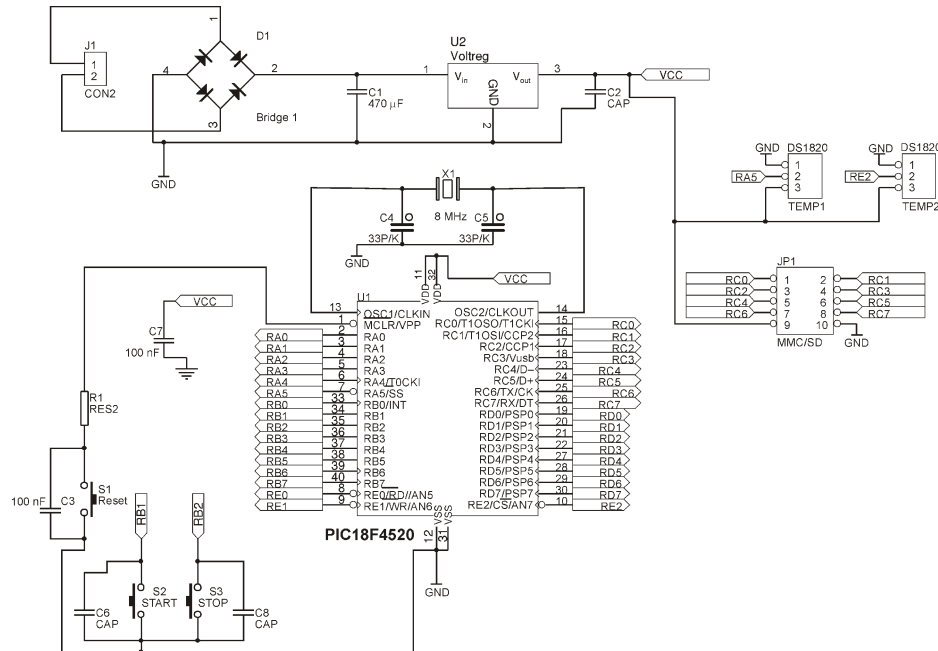 J1
1
2
CON2
1
D1
4
2
3
Bridge 1
C1
470 µF
GND
U2
Voltreg
1
Vin
Vout
GND
2
3
C2
CAP
VCC
GND
DS1820
1
RA5
2
3
TEMP1
GND
DS1820
1
RE2
2
3
TEMP2
X1
8 MHz
C4
33P/K
C5
33P/K
GND
11
32
VCC
VDD
VDD
JP1
RC0 1 2 RC1
RC2 3 4 RC3
RC4 5 6 RC5
RC6 7 8 RC7
9 10
MMC/SD
GND
VCC
C7
100 nF
R1
RES2
100 nF
C3
S1
Reset
RB1
RB2
S2
START
S3
STOP
C6
CAP
C8
CAP
U1
13 OSC1/CLKIN OSC2/CLKOUT 14
1 MCLR/VPP RC0/T1OSO/T1CKI 15 RC0
RA0 2 RA0 RC1/T1OSI/CCP2 16 RC1
RA1 3 RA1 RC2/CCP1 17 RC2
RA2 4 RA2 RC3/Vusb 18 RC3
RA3 5 RA3 RC4/D– 23 RC4
RA4 6 RA4/T0CKI RC5/D+ 24 RC5
RA5 7 RA5/SS RC6/TX/CK 25 RC6
RB0 33 RB0/INT RC7/RX/DT 26 RC7
RB1 34 RB1 RD0/PSP0 19 RD0
RB2 35 RB2 RD1/PSP1 20 RD1
RB3 36 RB3 RD2/PSP2 21 RD2
RB4 37 RB4 RD3/PSP3 22 RD3
RB5 38 RB5 RD4/PSP4 27 RD4
RB6 39 RB6 RD5/PSP5 28 RD5
RB7 40 RB7 RD6/PSP6 29 RD6
RE0 8 RE0/RD//AN5 RD7/PSP7 30 RD7
RE1 9 RE1/WR/AN6 RE2/CS/AN7 10 RE2
VSS
VSS
PIC18F4520
12
31
GND